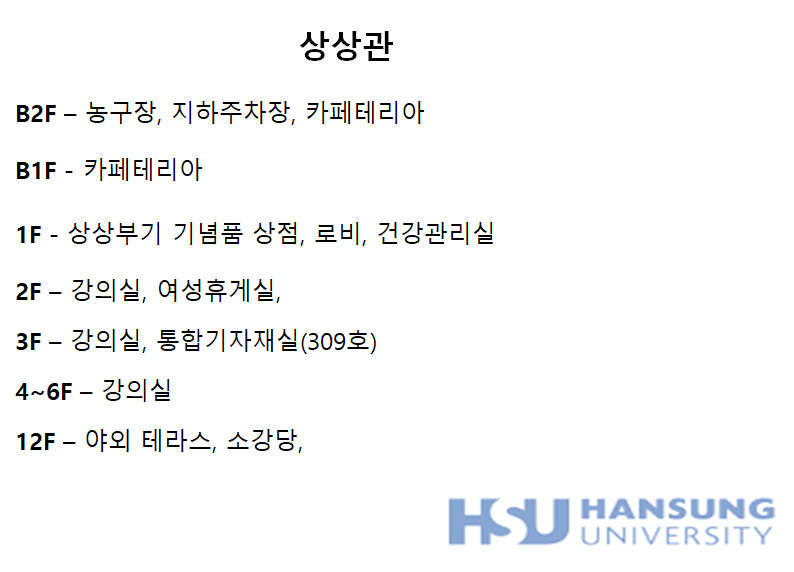 상상관
B2F – 농구장, 지하주차장, 카페테리아
B1F - 카페테리아
1F - 상상부기 기념품 상점, 로비, 건강관리실
2F – 강의실, 여성휴게실,
3F – 강의실, 통합기자재실(309호)
4~6F – 강의실
12F – 야외 테라스, 소강당,
HSU HANSUNG
UNIVERSITY